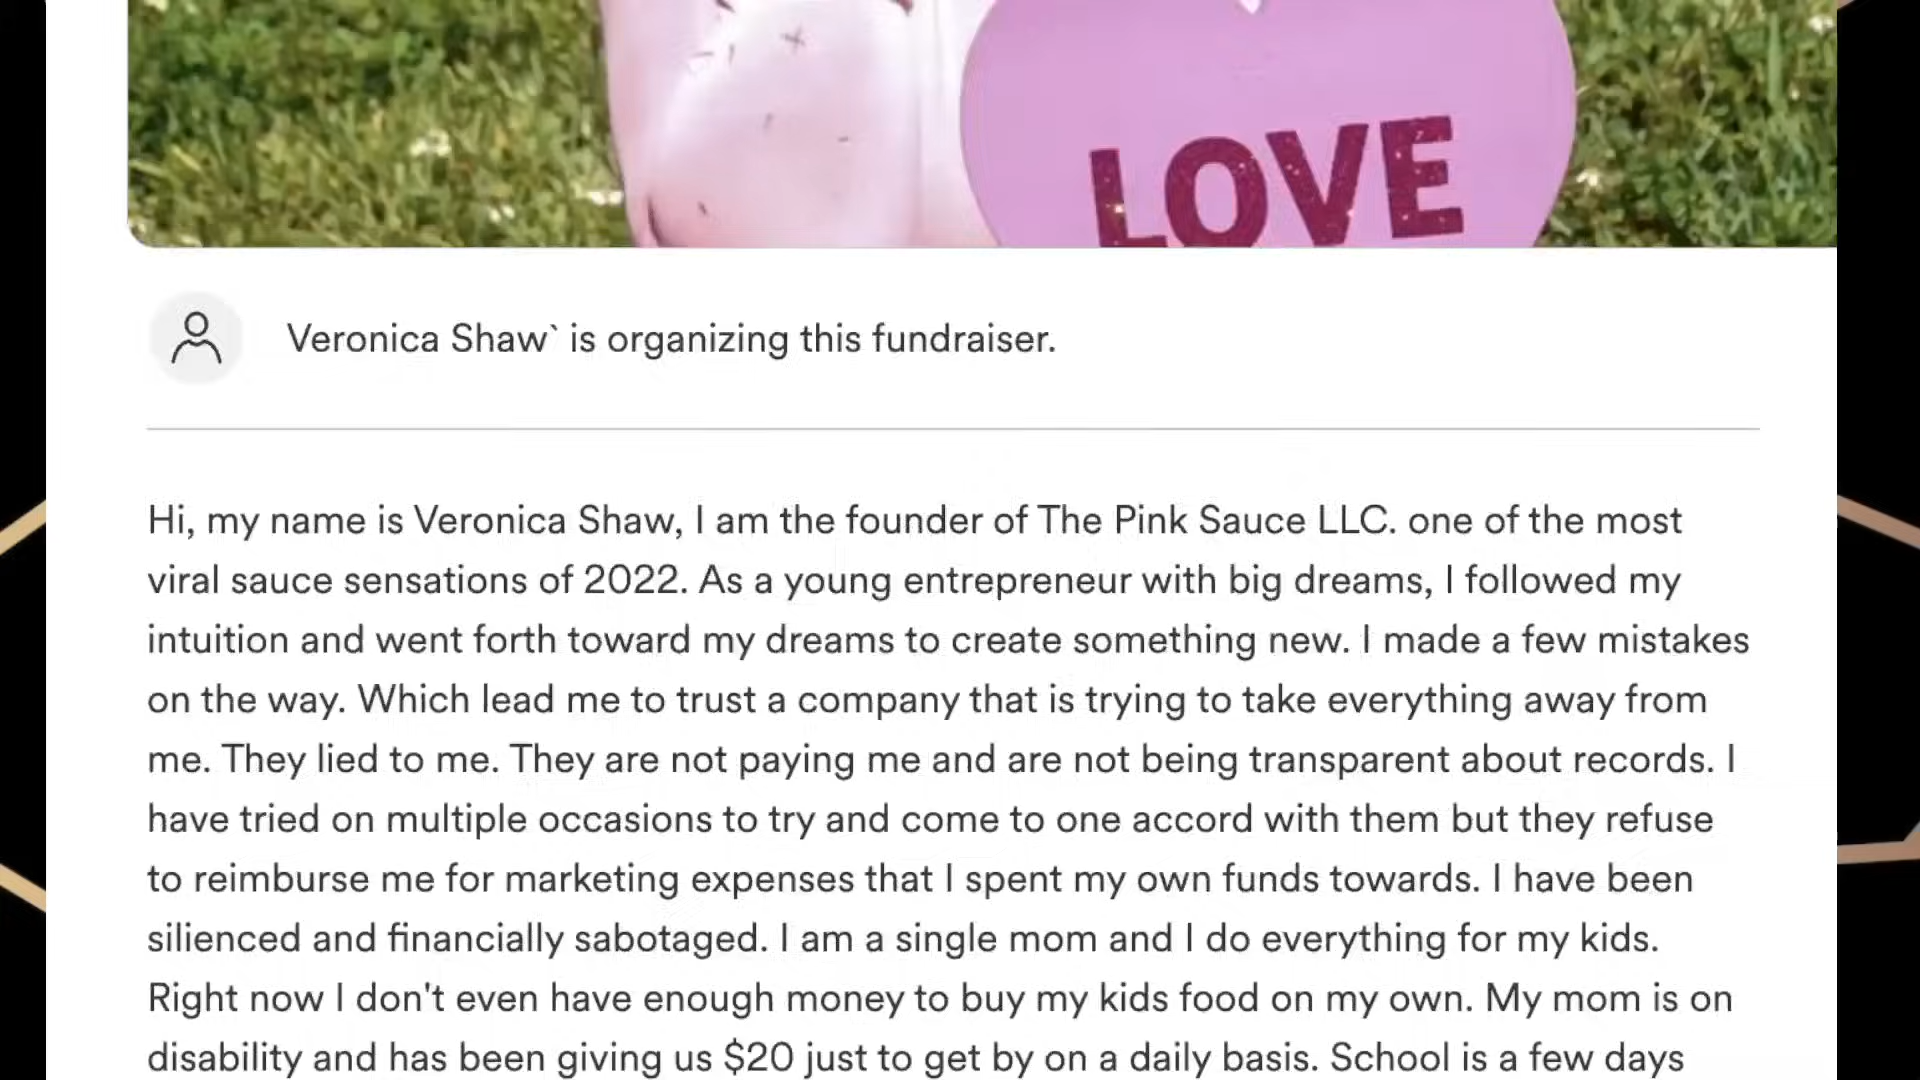 LOVE
Veronica Shaw` is organizing this fundraiser.
Hi, my name is Veronica Shaw, I am the founder of The Pink Sauce LLC. one of the most
viral sauce sensations of 2022. As a young entrepreneur with big dreams, I followed my
intuition and went forth toward my dreams to create something new. I made a few mistakes
on the way. Which lead me to trust a company that is trying to take everything away from
me. They lied to me. They are not paying me and are not being transparent about records. I
have tried on multiple occasions to try and come to one accord with them but they refuse
to reimburse me for marketing expenses that I spent my own funds towards. I have been
silienced and financially sabotaged. I am a single mom and I do everything for my kids.
Right now I don't even have enough money to buy my kids food on my own. My mom is on
disability and has been giving us $20 just to get by on a daily basis. School is a few days